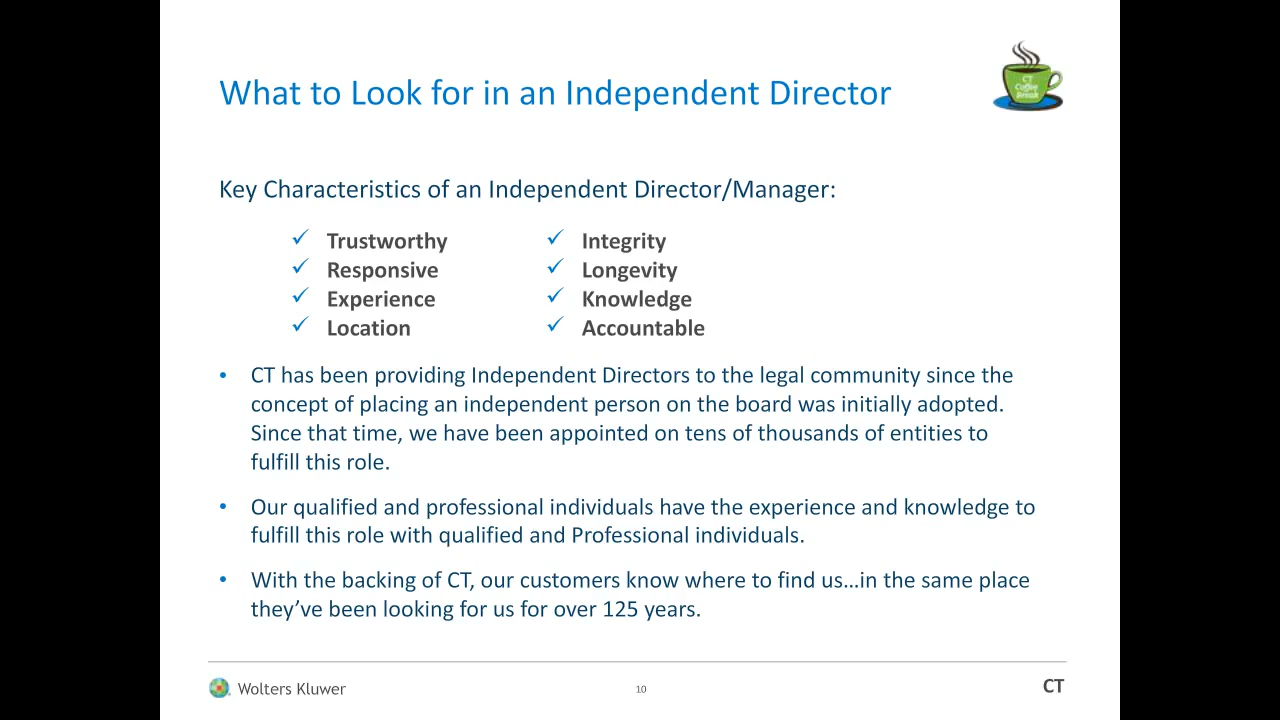 What to Look for in an Independent Director
CT
Coffee
Break
Key Characteristics of an Independent Director/Manager:
✓ Trustworthy
✓ Responsive
✓ Experience
✓ Location
✓ Integrity
✓ Longevity
✓ Knowledge
✓ Accountable
• CT has been providing Independent Directors to the legal community since the
concept of placing an independent person on the board was initially adopted.
Since that time, we have been appointed on tens of thousands of entities to
fulfill this role.
• Our qualified and professional individuals have the experience and knowledge to
fulfill this role with qualified and Professional individuals.
• With the backing of CT, our customers know where to find us…in the same place
they’ve been looking for us for over 125 years.
Wolters Kluwer
10
CT